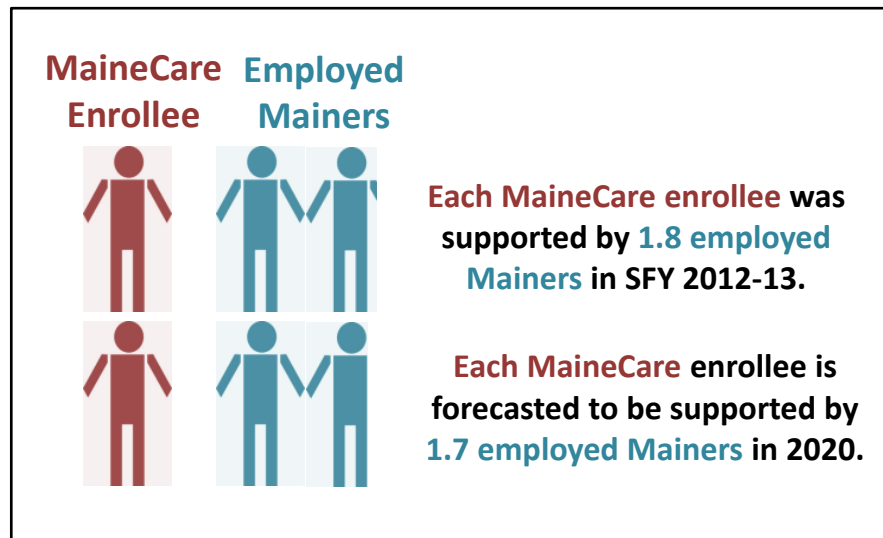 MaineCare
Enrollee
Employed
Mainers
Each MaineCare enrollee was
supported by 1.8 employed
Mainers in SFY 2012-13.
Each MaineCare enrollee is
forecasted to be supported by
1.7 employed Mainers in 2020.